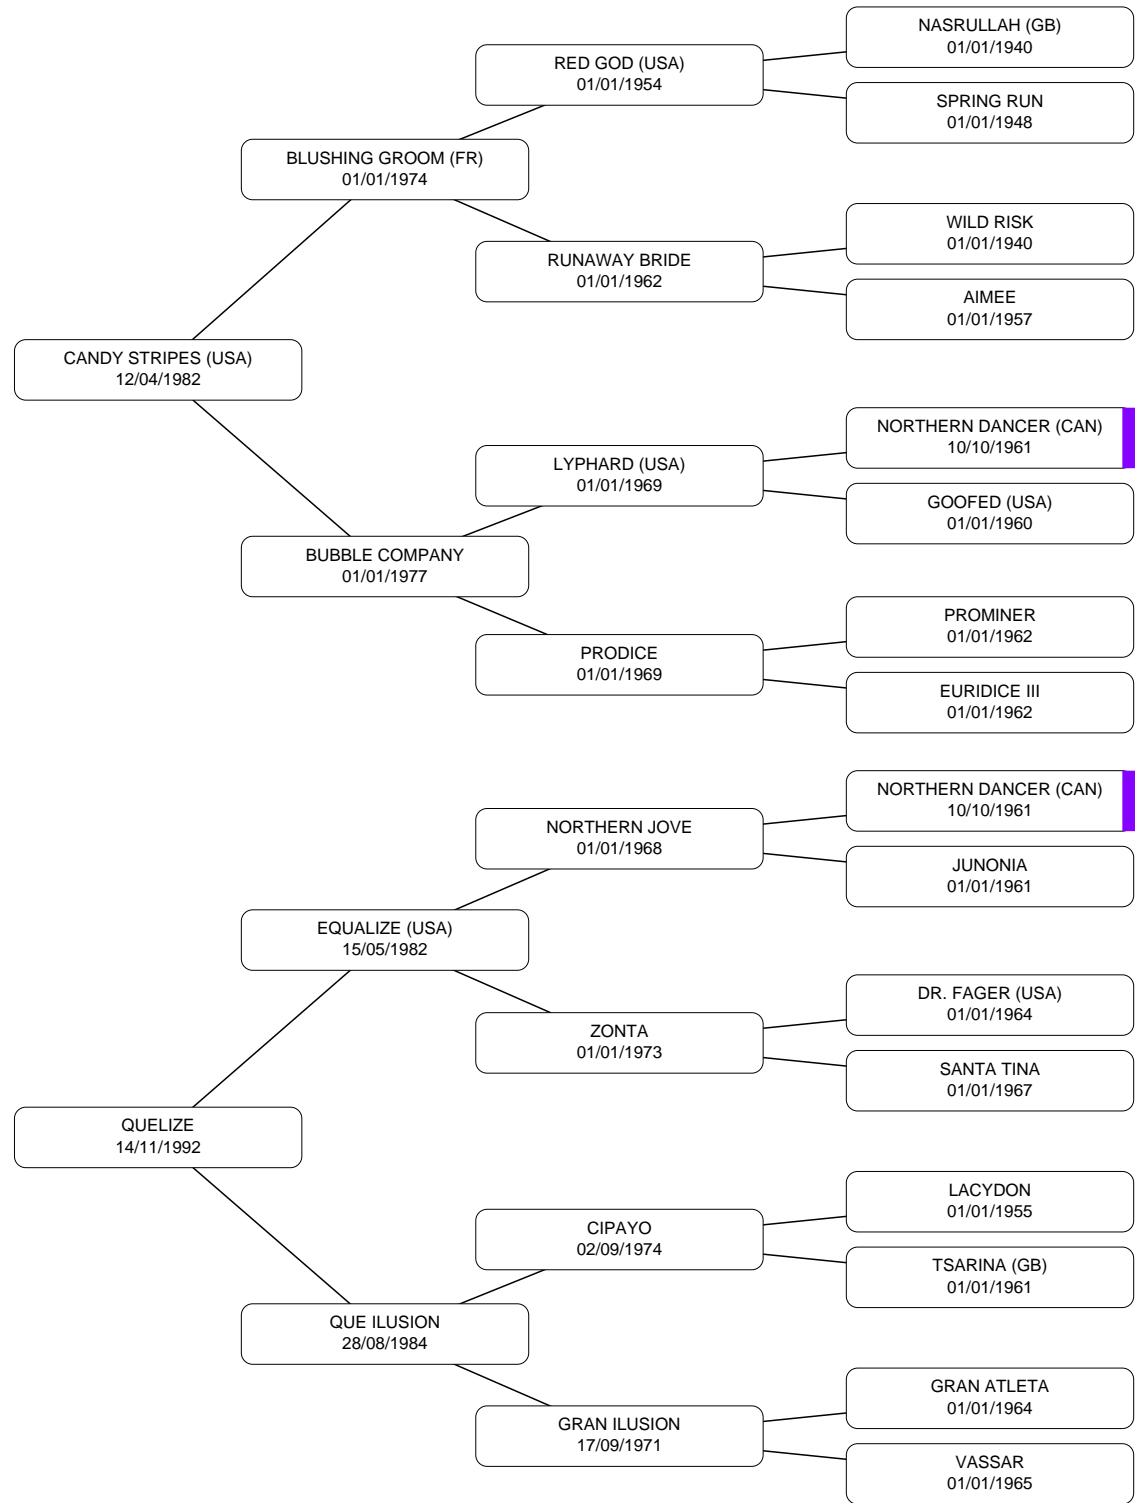 NASRULLAH (GB)
01/01/1940
RED GOD (USA)
01/01/1954
SPRING RUN
01/01/1948
BLUSHING GROOM (FR)
01/01/1974
WILD RISK
01/01/1940
RUNAWAY BRIDE
01/01/1962
AIMEE
01/01/1957
CANDY STRIPES (USA)
12/04/1982
NORTHERN DANCER (CAN)
10/10/1961
LYPHARD (USA)
01/01/1969
GOOFED (USA)
01/01/1960
BUBBLE COMPANY
01/01/1977
PROMINER
01/01/1962
PRODICE
01/01/1969
EURIDICE III
01/01/1962
NORTHERN DANCER (CAN)
10/10/1961
NORTHERN JOVE
01/01/1968
JUNONIA
01/01/1961
EQUALIZE (USA)
15/05/1982
DR. FAGER (USA)
01/01/1964
ZONTA
01/01/1973
SANTA TINA
01/01/1967
QUELIZE
14/11/1992
LACYDON
01/01/1955
CIPAYO
02/09/1974
TSARINA (GB)
01/01/1961
QUE ILUSION
28/08/1984
GRAN ATLETA
01/01/1964
GRAN ILUSION
17/09/1971
VASSAR
01/01/1965